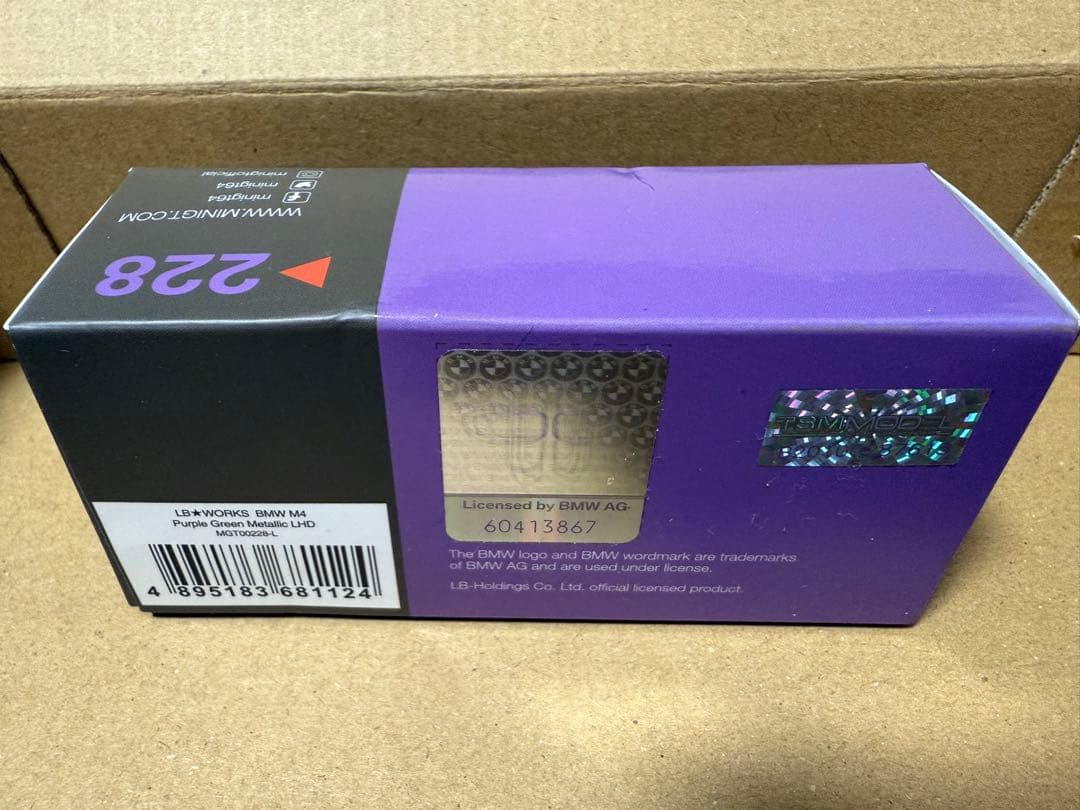 minigtofficial
minigt64
minigt64
WWW.MINIGT.COM
228
LB★WORKS BMW M4
Purple Green Metallic LHD
MGT00228-L
4 895183 681124
Licensed by BMW AG
60413867
The BMW logo and BMW wordmark are trademarks
of BMW AG and are used under license.
LB-Holdings Co. Ltd. official licensed product.
TSM MODEL